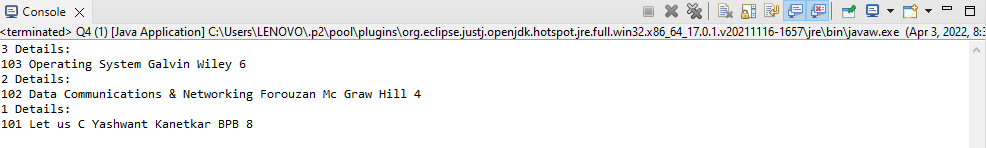 Console
<terminated> Q4 (1) [Java Application] C:\Users\LENOVO\.p2\pool\plugins\org.eclipse.justj.openjdk.hotspot.jre.full.win32.x86_64_17.0.1.v20211116-1657\jre\bin\javaw.exe (Apr 3, 2022, 8:3
3 Details:
103 Operating System Galvin Wiley 6
2 Details:
102 Data Communications & Networking Forouzan Mc Graw Hill 4
1 Details:
101 Let us C Yashwant Kanetkar BPB 8